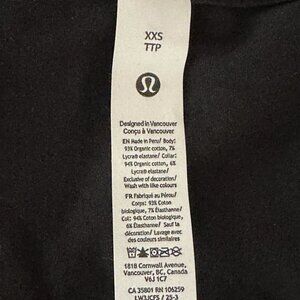 XXS
TTP
Designed in Vancouver
Conçu à Vancouver
EN Made in Peru/ Body:
93% Organic cotton, 7%
Lycra® elastane/ Collar:
94% Organic cotton, 6%
Lycra® elastane/
Exclusive of decoration/
Wash with like colours
FR Fabriqué au Pérou/
Corps: 93% Coton
biologique, 7% Élasthanne/
Col: 94% Coton biologique,
6% Élasthanne/ Sauf la
décoration/ Lavage avec
des couleurs similaires
1818 Cornwall Avenue,
Vancouver, BC, Canada
V6J 1C7
CA 35801 RN 106259
LW3JCFS / 25-3